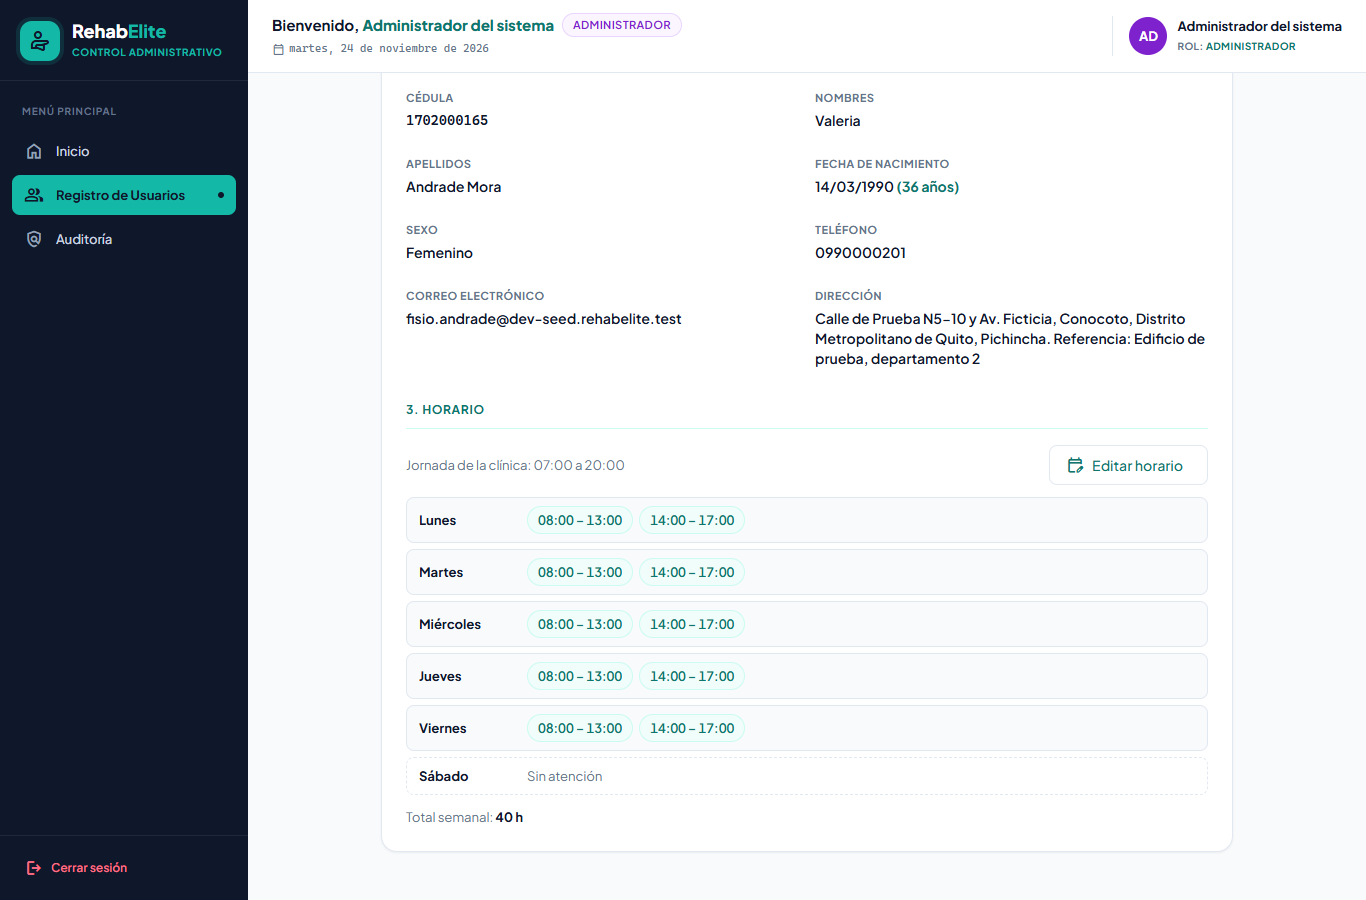 RehabElite
CONTROL ADMINISTRATIVO
MENÚ PRINCIPAL
Inicio
Registro de Usuarios
Auditoría
Cerrar sesión
Bienvenido, Administrador del sistema ADMINISTRADOR
martes, 24 de noviembre de 2026
AD
Administrador del sistema
ROL: ADMINISTRADOR
CÉDULA
1702000165
NOMBRES
Valeria
APELLIDOS
Andrade Mora
FECHA DE NACIMIENTO
14/03/1990 (36 años)
SEXO
Femenino
TELÉFONO
0990000201
CORREO ELECTRÓNICO
fisio.andrade@dev-seed.rehabelite.test
DIRECCIÓN
Calle de Prueba N5-10 y Av. Ficticia, Conocoto, Distrito
Metropolitano de Quito, Pichincha. Referencia: Edificio de
prueba, departamento 2
3. HORARIO
Jornada de la clínica: 07:00 a 20:00
Editar horario
Lunes 08:00 – 13:00 14:00 – 17:00
Martes 08:00 – 13:00 14:00 – 17:00
Miércoles 08:00 – 13:00 14:00 – 17:00
Jueves 08:00 – 13:00 14:00 – 17:00
Viernes 08:00 – 13:00 14:00 – 17:00
Sábado Sin atención
Total semanal: 40 h